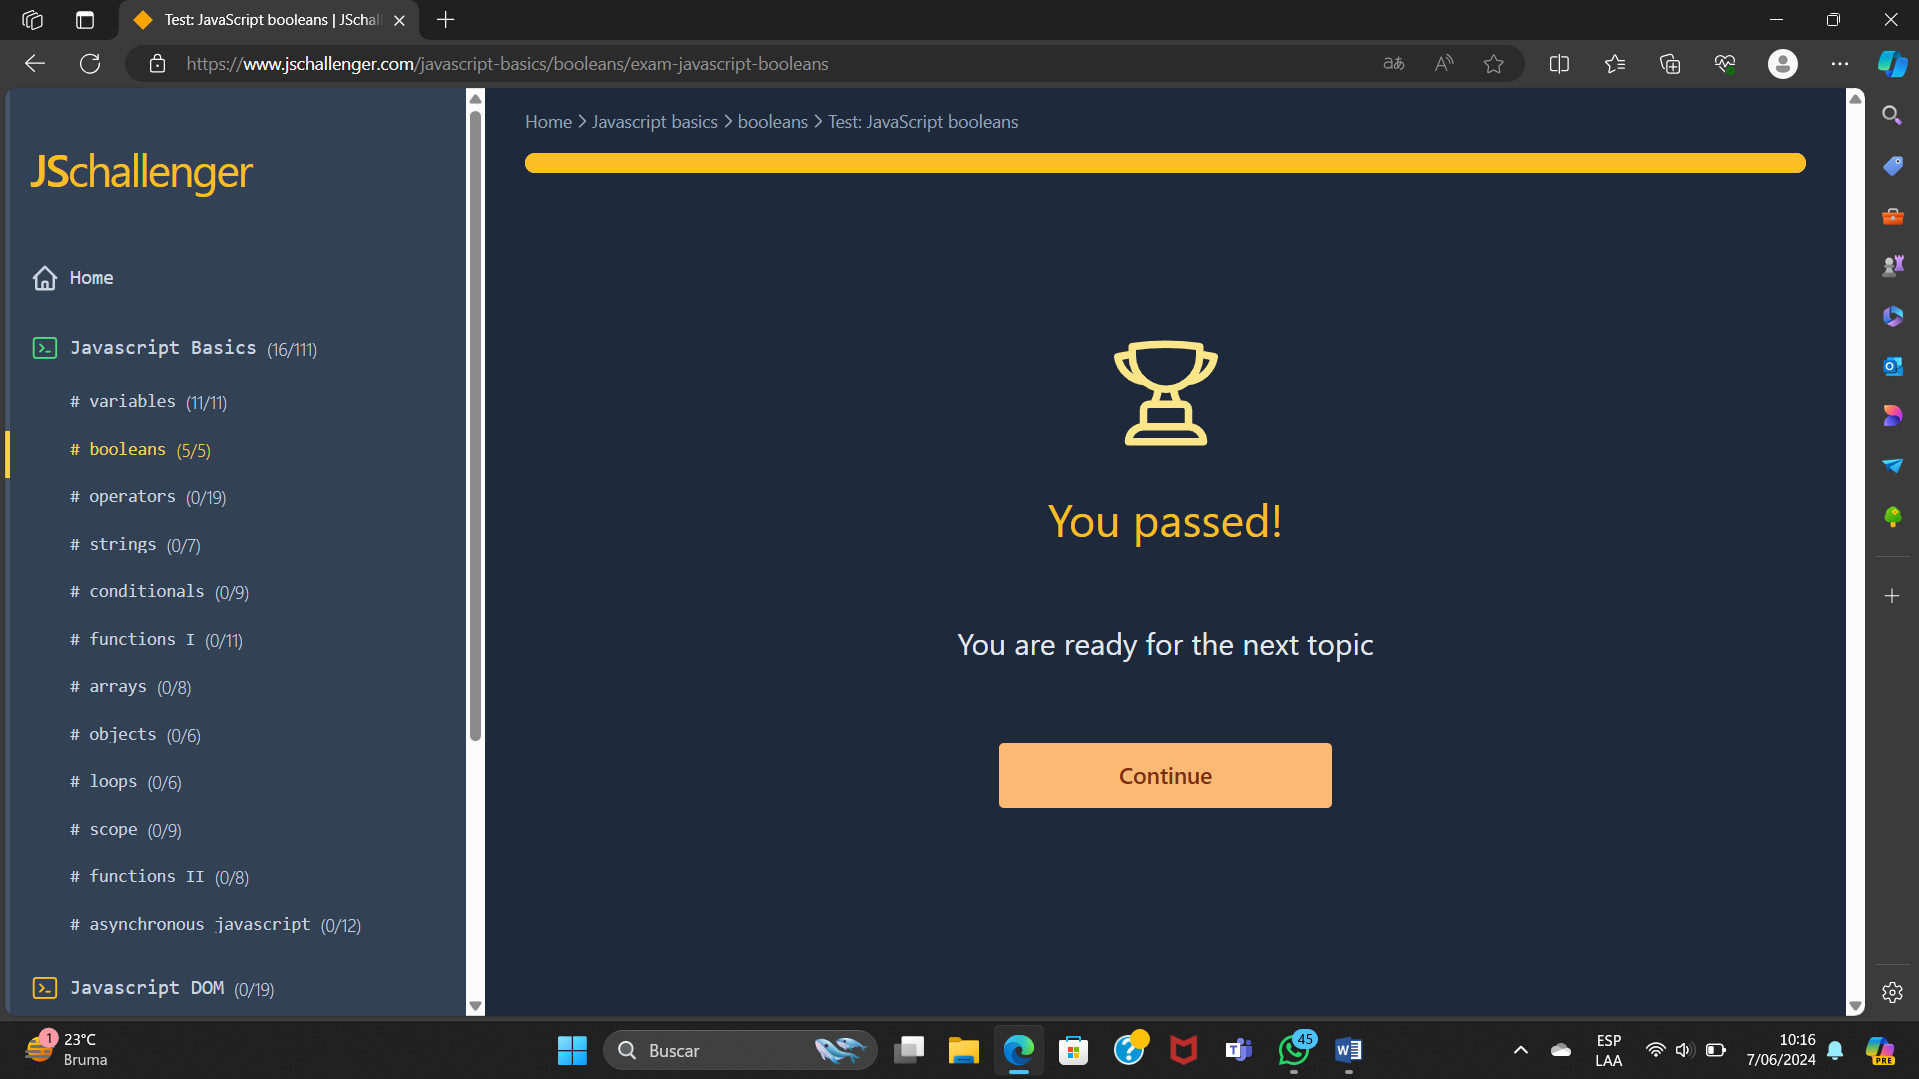 Test: JavaScript booleans | JSchal
https://www.jschallenger.com/javascript-basics/booleans/exam-javascript-booleans
JSchallenger
Home
Javascript Basics (16/111)
# variables (11/11)
# booleans (5/5)
# operators (0/19)
# strings (0/7)
# conditionals (0/9)
# functions I (0/11)
# arrays (0/8)
# objects (0/6)
# loops (0/6)
# scope (0/9)
# functions II (0/8)
# asynchronous javascript (0/12)
Javascript DOM (0/19)
Home > Javascript basics > booleans > Test: JavaScript booleans
You passed!
You are ready for the next topic
Continue
1
23°C
Bruma
Buscar
45
ESP
LAA
10:16
7/06/2024
PRE